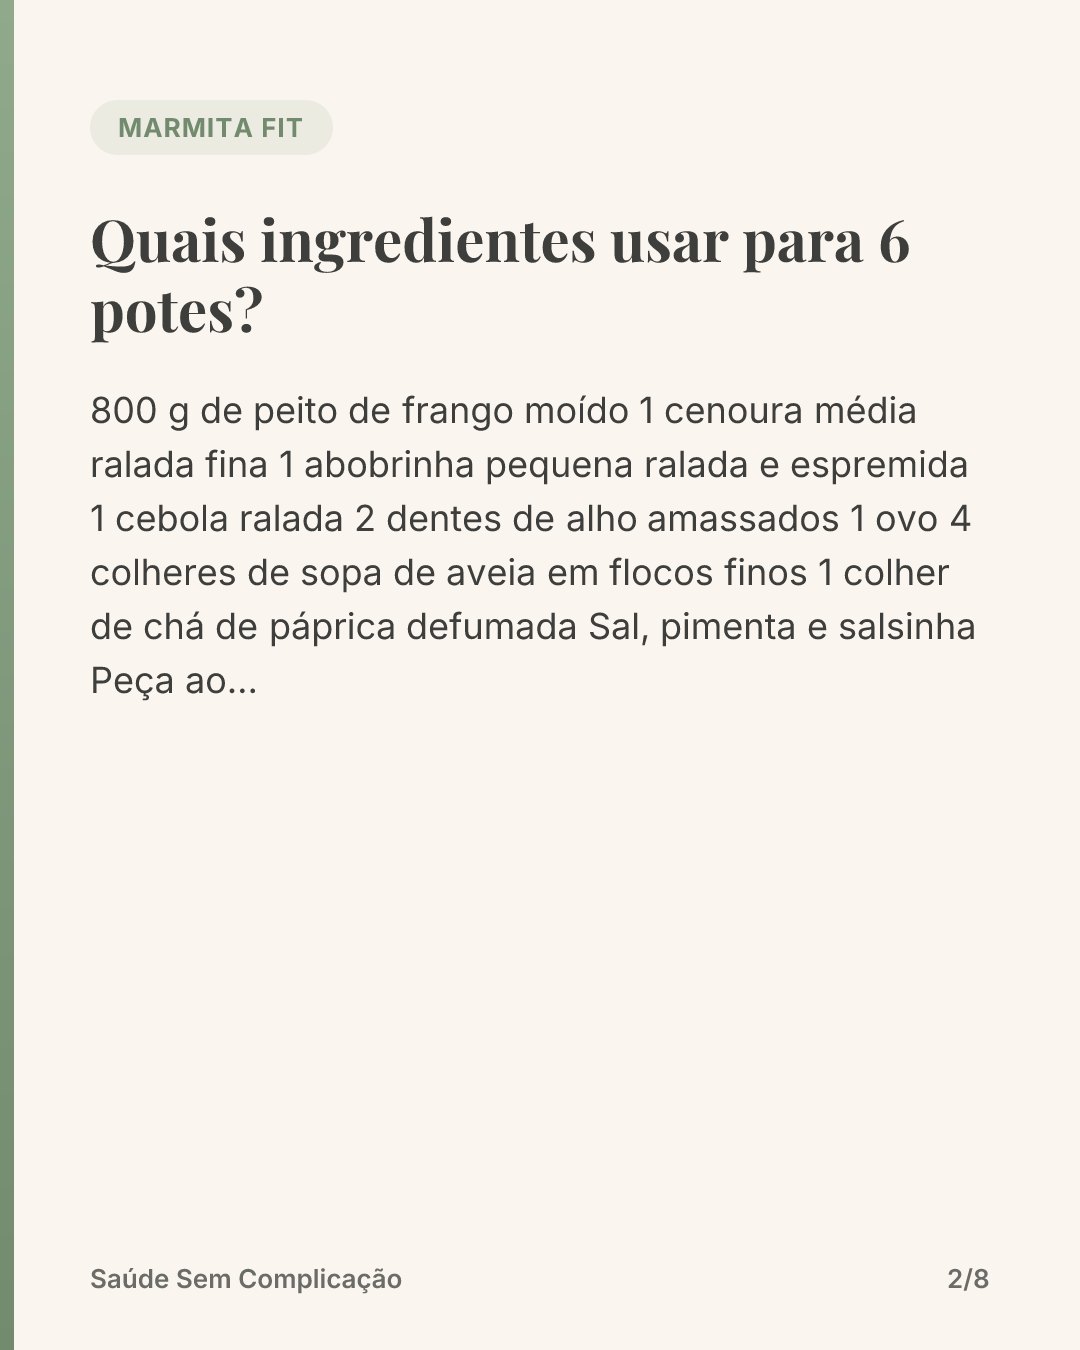 MARMITA FIT
Quais ingredientes usar para 6
potes?
800 g de peito de frango moído 1 cenoura média
ralada fina 1 abobrinha pequena ralada e espremida
1 cebola ralada 2 dentes de alho amassados 1 ovo 4
colheres de sopa de aveia em flocos finos 1 colher
de chá de páprica defumada Sal, pimenta e salsinha
Peça ao...
Saúde Sem Complicação
2/8